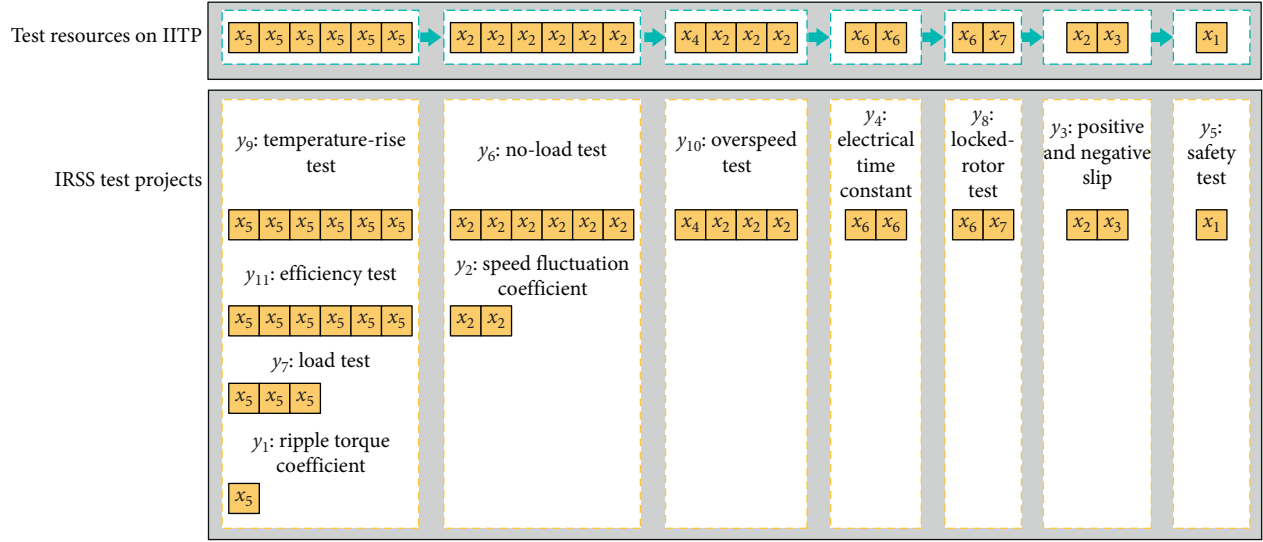 Test resources on IITP
x5 x5 x5 x5 x5 x5
x2 x2 x2 x2 x2 x2
x4 x2 x2 x2
x6 x6
x6 x7
x2 x3
x1
IRSS test projects
y9: temperature-rise
test
x5 x5 x5 x5 x5 x5
y11: efficiency test
x5 x5 x5 x5 x5 x5
y7: load test
x5 x5 x5
y1: ripple torque
coefficient
x5
y6: no-load test
x2 x2 x2 x2 x2 x2
y2: speed fluctuation
coefficient
x2 x2
y10: overspeed
test
x4 x2 x2 x2
y4:
electrical
time
constant
x6 x6
y8:
locked-
rotor
test
x6 x7
y3: positive
and negative
slip
x2 x3
y5:
safety
test
x1